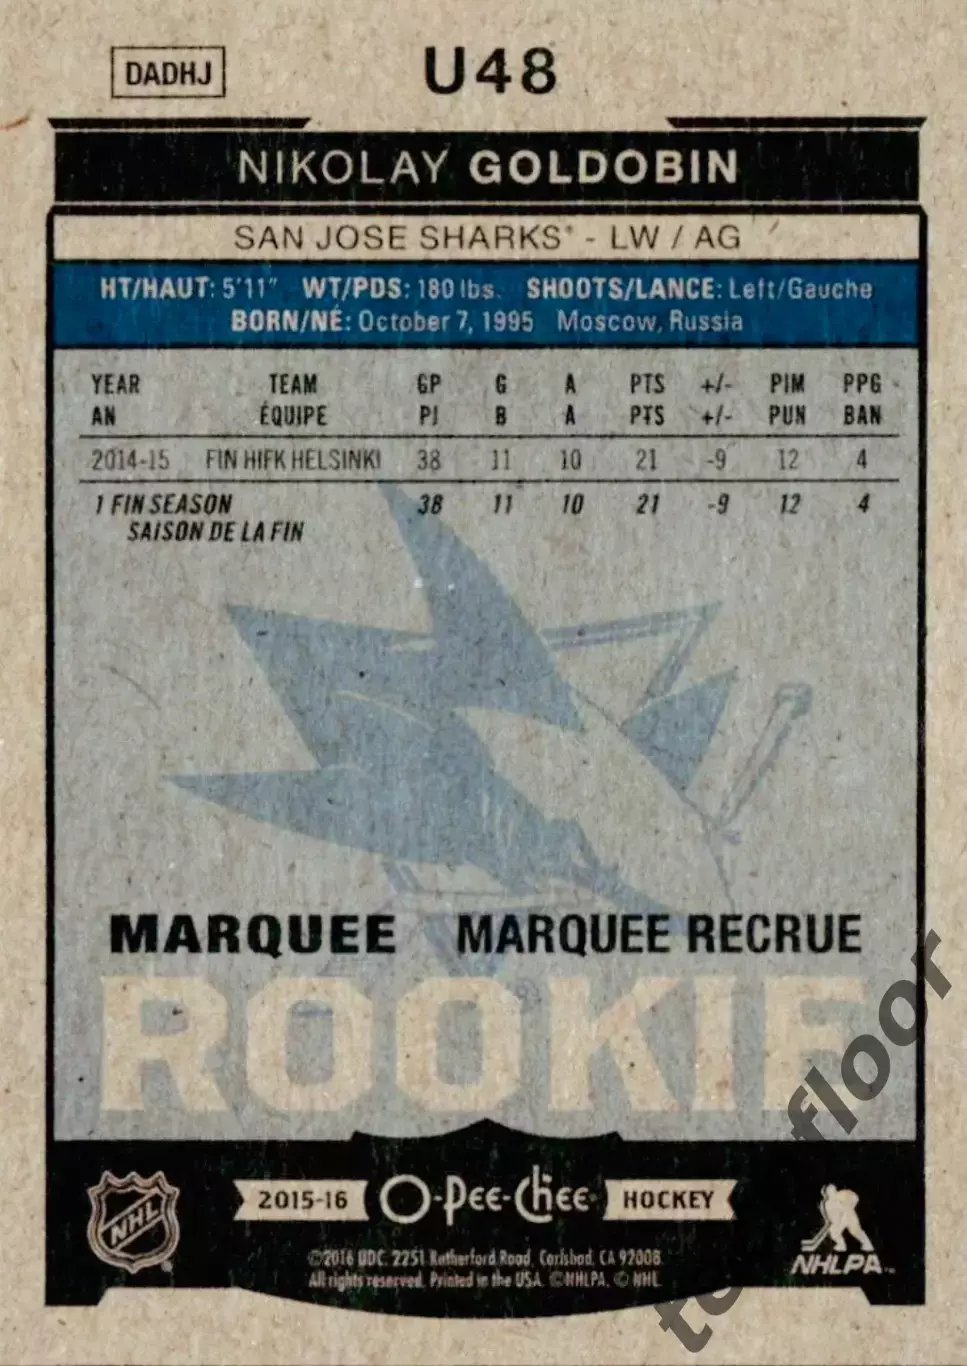 DADHJ
U48
NIKOLAY GOLDOBIN
SAN JOSE SHARKS - LW / AG
HT/HAUT: 5'11" WT/PDS: 180 lbs. SHOOTS/LANCE: Left/Gauche
BORN/NÉ: October 7, 1995 Moscow, Russia
YEAR TEAM GP G A PTS +/- PIM PPG
AN ÉQUIPE PJ B A PTS +/- PUN BAN
2014-15 FIN HIFK HELSINKI 38 11 10 21 -9 12 4
1 FIN SEASON 38 11 10 21 -9 12 4
SAISON DE LA FIN
MARQUEE MARQUEE RECRUE
ROOKIE
NHL
2015-16 O-Pee-Chee HOCKEY
NHLPA
©2016 UDC. 2251 Rutherford Road, Carlsbad, CA 92008.
All rights reserved. Printed in the USA. ©NHLPA. © NHL
floor